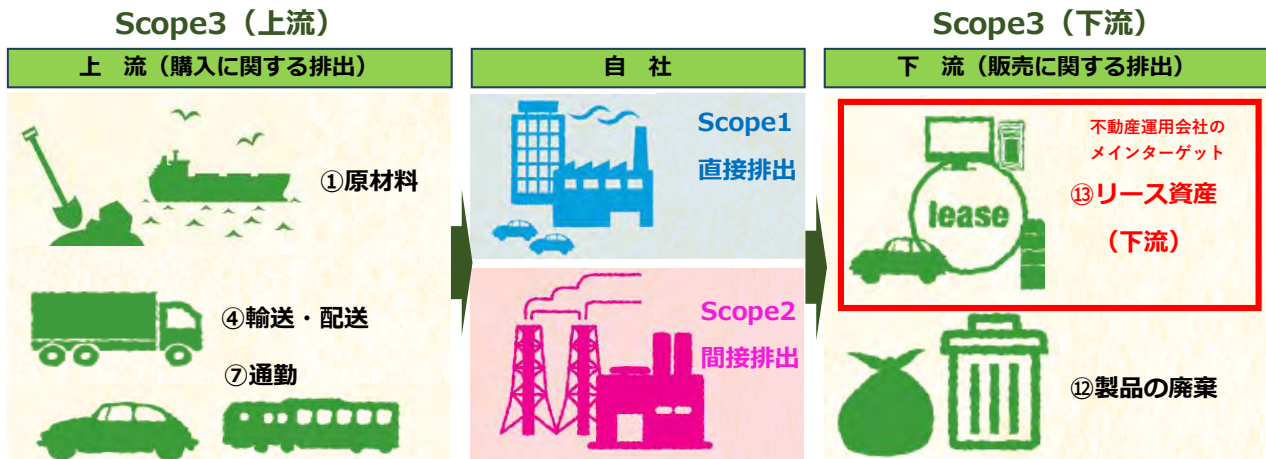 Scope3（上流）
上　流（購入に関する排出）
①原材料
④輸送・配送
⑦通勤
自　社
Scope1
直接排出
Scope2
間接排出
Scope3（下流）
下　流（販売に関する排出）
不動産運用会社の
メインターゲット
lease
⑬リース資産
（下流）
⑫製品の廃棄